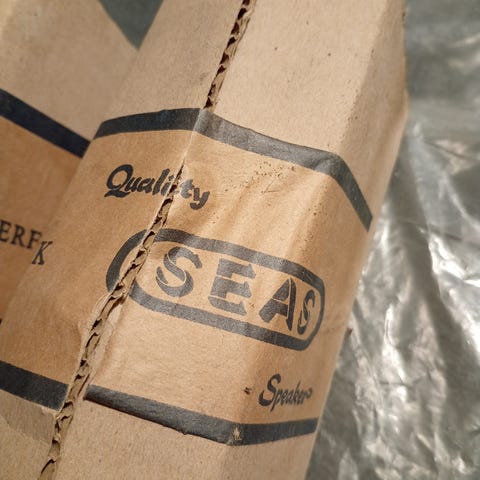 Quality
SEAS
Speaker
ERF
K